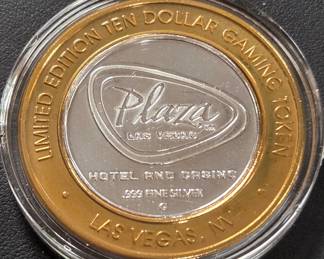 LIMITED EDITION TEN DOLLAR GAMING TOKEN
Plaza
LAS VEGAS
HOTEL AND CASINO
.999 FINE SILVER
G
• LAS VEGAS, NV •